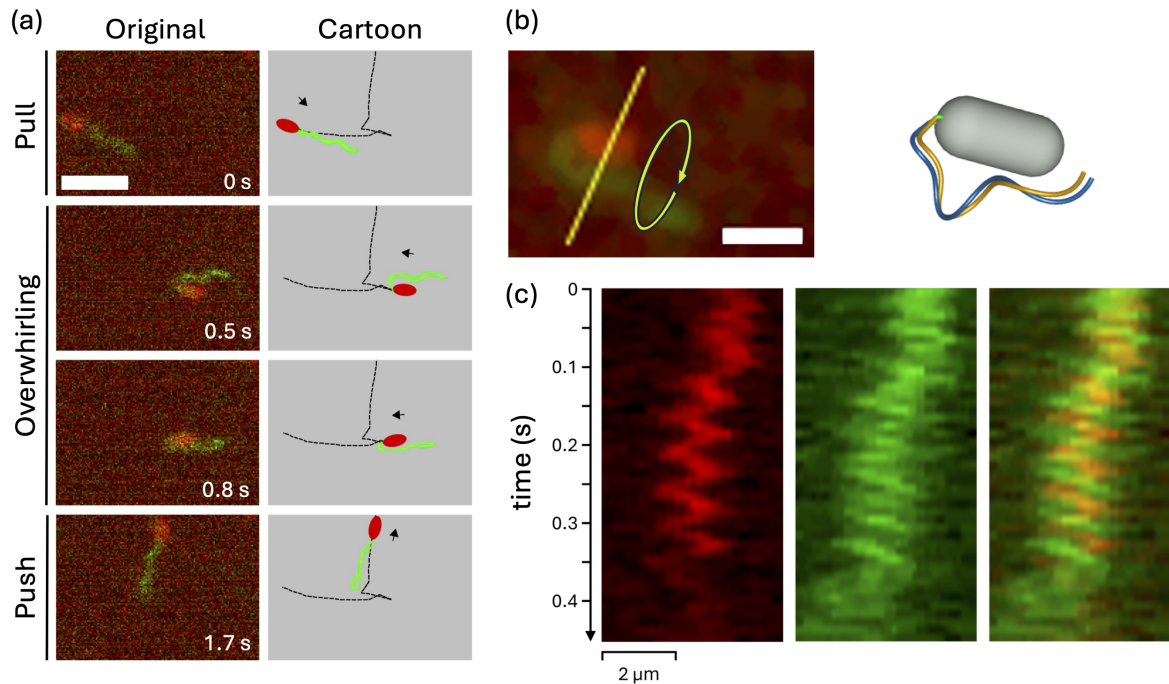 (a)
Original
Cartoon
Pull
0 s
Overwhirling
0.5 s
0.8 s
Push
1.7 s
(b)
(c)
time (s)
0
0.1
0.2
0.3
0.4
2 µm